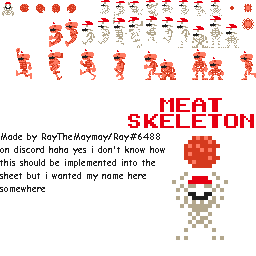 MEAT
SKELETON
Made by RayTheMaymay/Ray#6488
on discord haha yes i don't know how
this should be implemented into the
sheet but i wanted my name here
somewhere